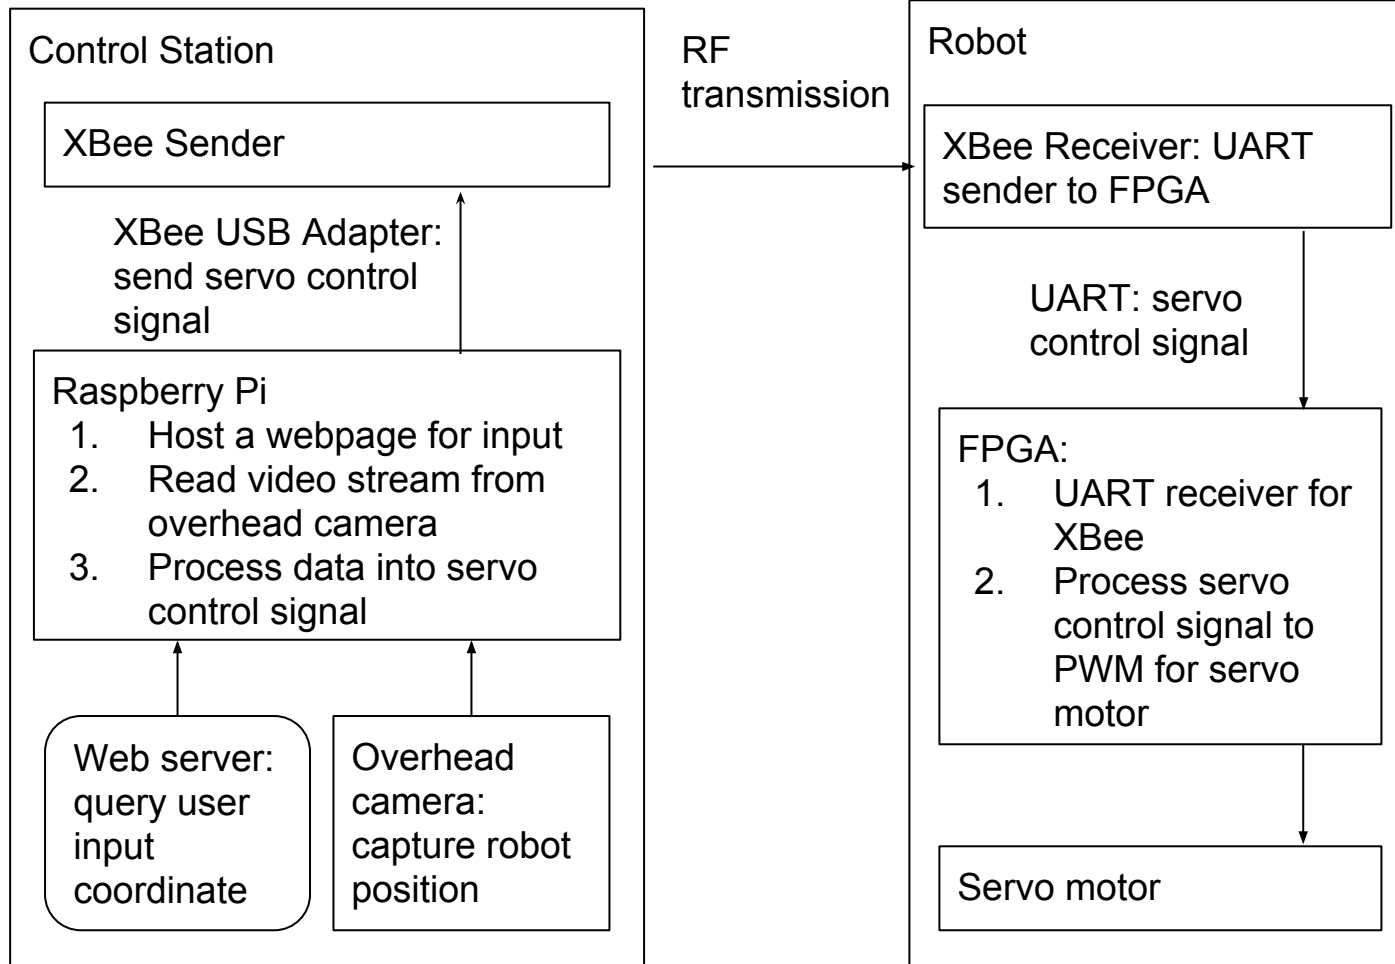 Control Station
XBee Sender
XBee USB Adapter:
send servo control
signal
Raspberry Pi
1. Host a webpage for input
2. Read video stream from
overhead camera
3. Process data into servo
control signal
Web server:
query user
input
coordinate
Overhead
camera:
capture robot
position
RF
transmission
Robot
XBee Receiver: UART
sender to FPGA
UART: servo
control signal
FPGA:
1. UART receiver for
XBee
2. Process servo
control signal to
PWM for servo
motor
Servo motor